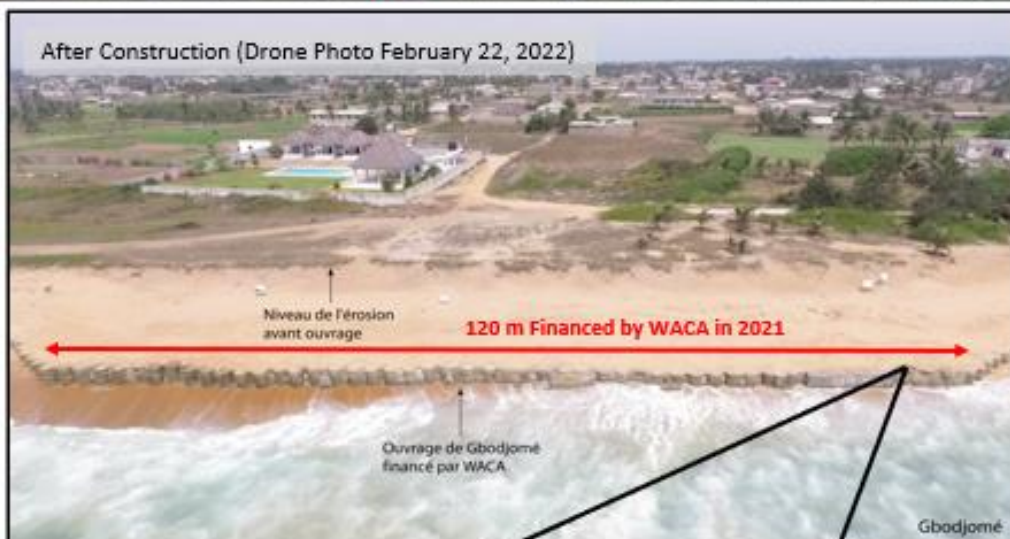 After Construction (Drone Photo February 22, 2022)
Niveau de l'érosion
avant ouvrage
120 m Financed by WACA in 2021
Ouvrage de Gbodjomé
financé par WACA
Gbodjomé